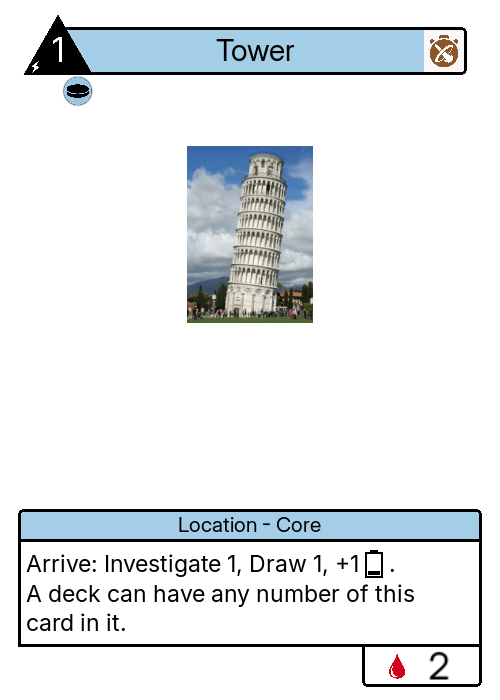 1
Tower
Location - Core
Arrive: Investigate 1, Draw 1, +1 .
A deck can have any number of this
card in it.
2